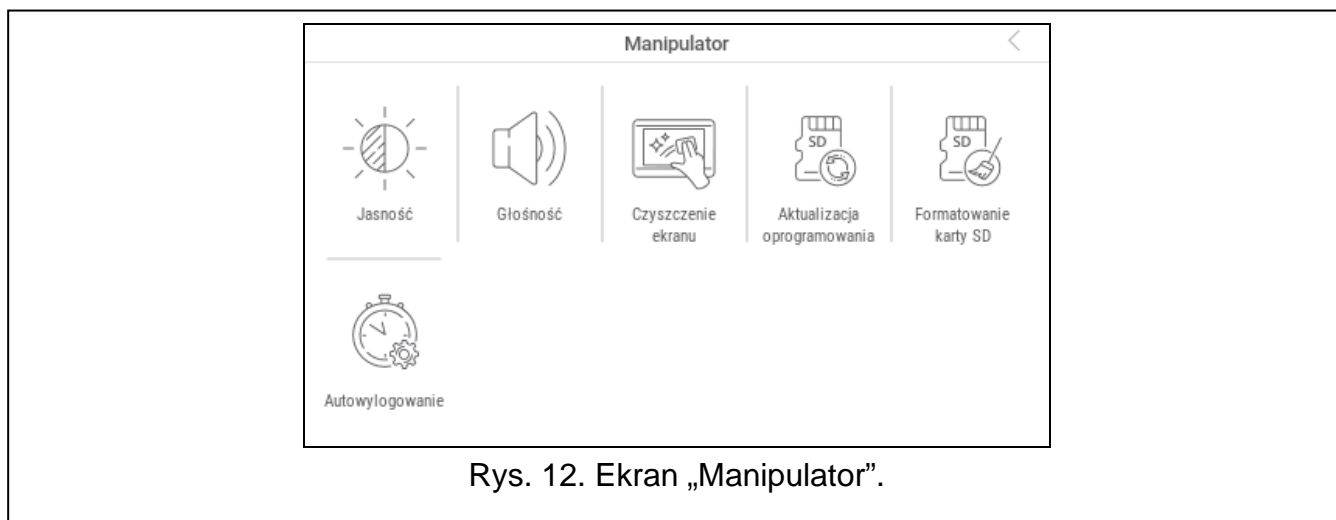 Manipulator
SD
SD
Jasność
Głośność
Czyszczenie
ekranu
Aktualizacja
oprogramowania
Formatowanie
karty SD
Autowylogowanie
Rys. 12. Ekran „Manipulator”.